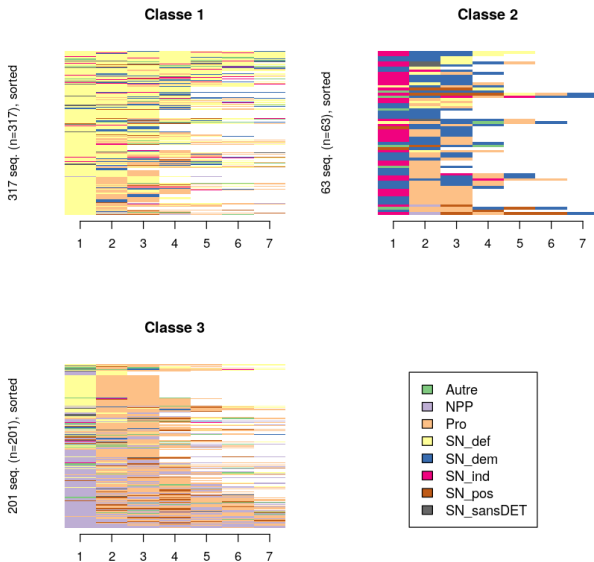 Classe 1
317 seq. (n=317), sorted
1 2 3 4 5 6 7
Classe 2
63 seq. (n=63), sorted
1 2 3 4 5 6 7
Classe 3
201 seq. (n=201), sorted
1 2 3 4 5 6 7
Autre
NPP
Pro
SN_def
SN_dem
SN_ind
SN_pos
SN_sansDET